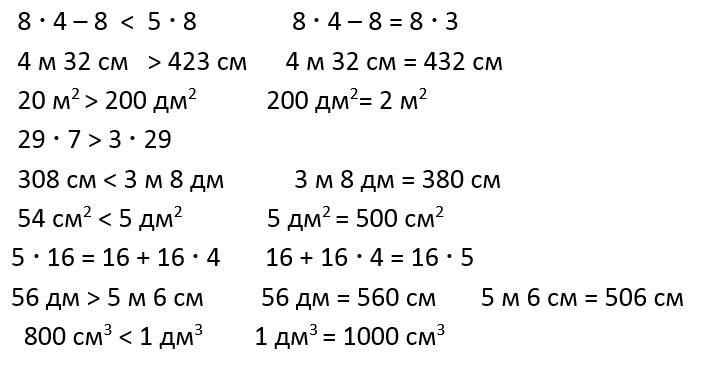 8 · 4 – 8 < 5 · 8 8 · 4 – 8 = 8 · 3
4 м 32 см > 423 см 4 м 32 см = 432 см
20 м² > 200 дм² 200 дм² = 2 м²
29 · 7 > 3 · 29
308 см < 3 м 8 дм 3 м 8 дм = 380 см
54 см² < 5 дм² 5 дм² = 500 см²
5 · 16 = 16 + 16 · 4 16 + 16 · 4 = 16 · 5
56 дм > 5 м 6 см 56 дм = 560 см 5 м 6 см = 506 см
800 см³ < 1 дм³ 1 дм³ = 1000 см³